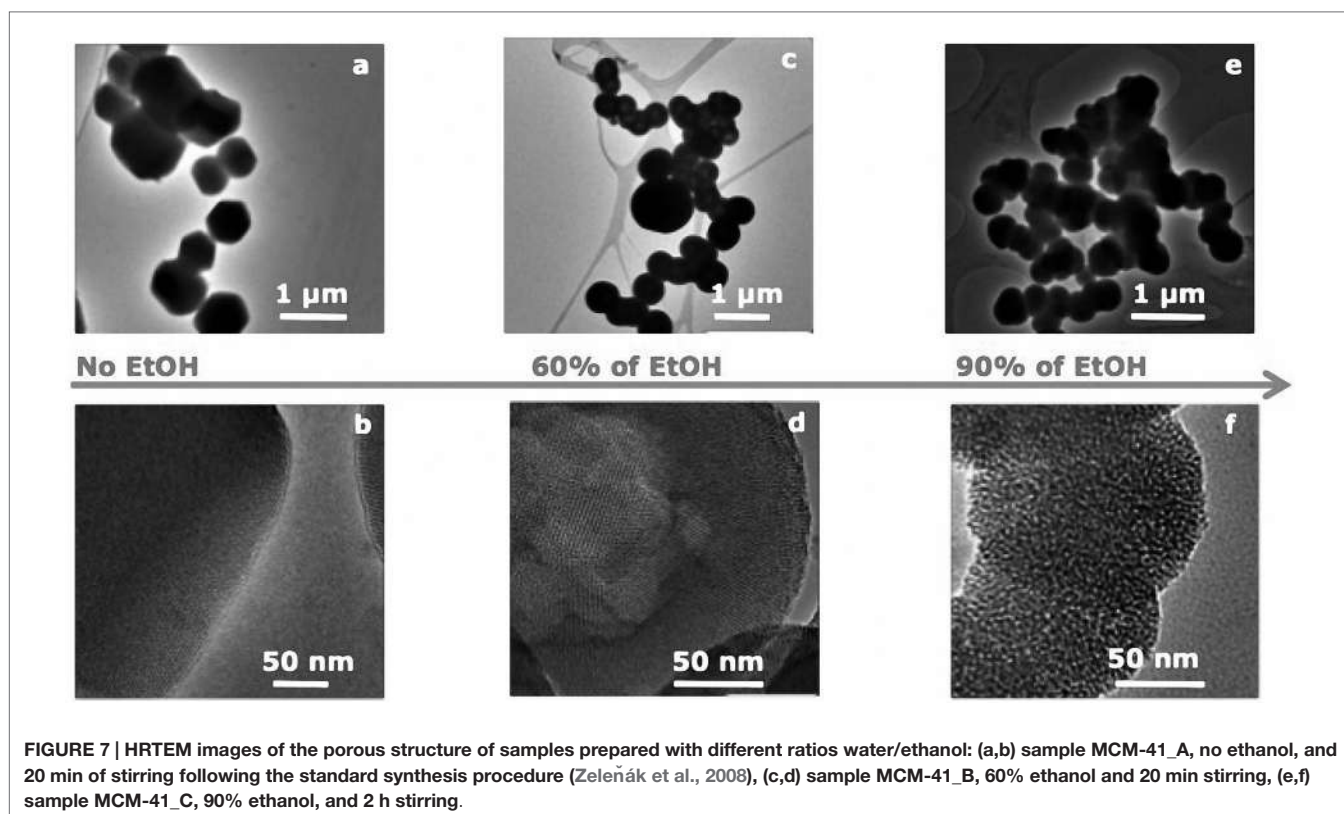 a
c
e
1 µm
1 µm
1 µm
No EtOH
60% of EtOH
90% of EtOH
b
d
f
50 nm
50 nm
50 nm
FIGURE 7 | HRTEM images of the porous structure of samples prepared with different ratios water/ethanol: (a,b) sample MCM-41_A, no ethanol, and
20 min of stirring following the standard synthesis procedure (Zeleňák et al., 2008), (c,d) sample MCM-41_B, 60% ethanol and 20 min stirring, (e,f)
sample MCM-41_C, 90% ethanol, and 2 h stirring.